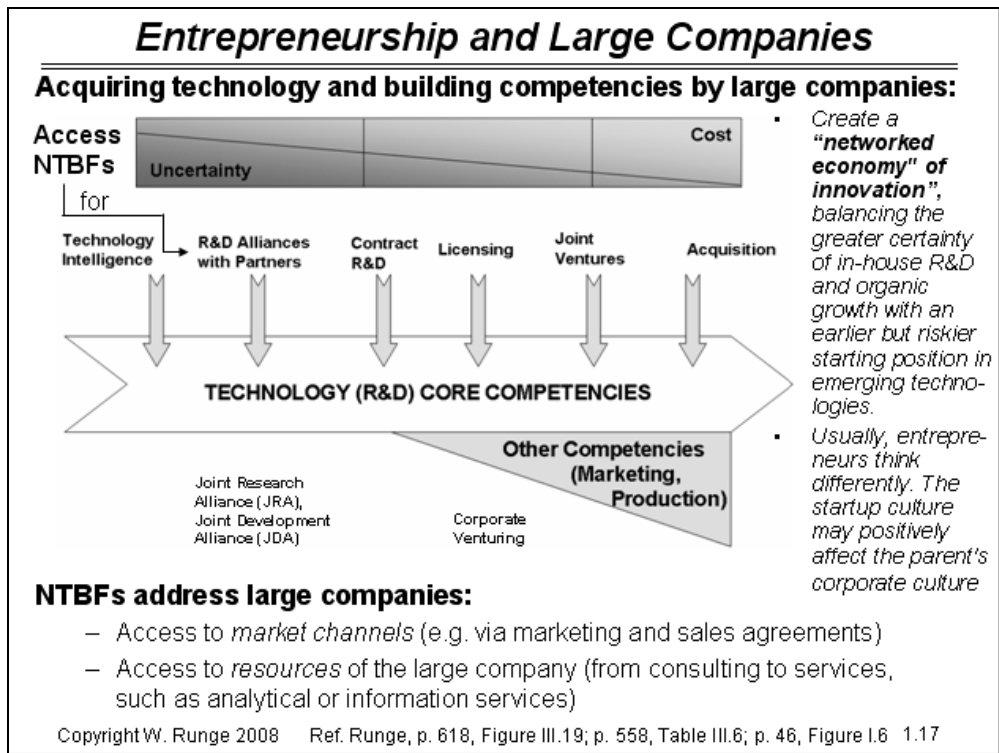 Entrepreneurship and Large Companies
Acquiring technology and building competencies by large companies:
Access
NTBFs
for
Uncertainty
Cost
Technology
Intelligence
R&D Alliances
with Partners
Contract
R&D
Licensing
Joint
Ventures
Acquisition
TECHNOLOGY (R&D) CORE COMPETENCIES
Other Competencies
(Marketing,
Production)
Joint Research
Alliance (JRA),
Joint Development
Alliance (JDA)
Corporate
Venturing
▪ Create a
“networked
economy" of
innovation”,
balancing the
greater certainty
of in-house R&D
and organic
growth with an
earlier but riskier
starting position in
emerging techno-
logies.
▪ Usually, entrepre-
neurs think
differently. The
startup culture
may positively
affect the parent's
corporate culture
NTBFs address large companies:
– Access to market channels (e.g. via marketing and sales agreements)
– Access to resources of the large company (from consulting to services,
such as analytical or information services)
Copyright W. Runge 2008 Ref. Runge, p. 618, Figure III.19; p. 558, Table III.6; p. 46, Figure I.6 1.17